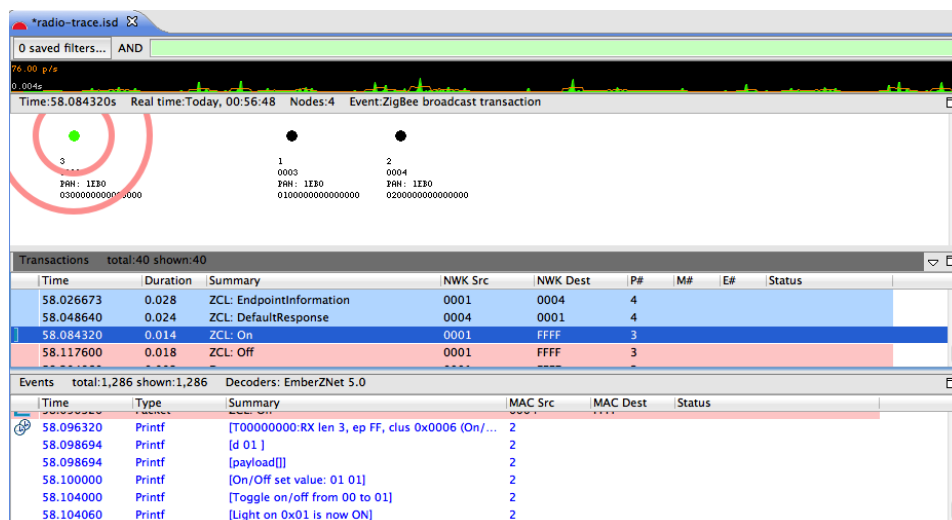 *radio-trace.isd
0 saved filters... AND
76.00 p/s
0.004s
Time:58.084320s Real time:Today, 00:56:48 Nodes:4 Event:ZigBee broadcast transaction
3 1 2
0003 0004
PAN: 1EB0 PAN: 1EB0 PAN: 1EB0
0300000000000000 0100000000000000 0200000000000000
Transactions total:40 shown:40
Time Duration Summary NWK Src NWK Dest P# M# E# Status
58.026673 0.028 ZCL: EndpointInformation 0001 0004 4
58.048640 0.024 ZCL: DefaultResponse 0004 0001 4
58.084320 0.014 ZCL: On 0001 FFFF 3
58.117600 0.018 ZCL: Off 0001 FFFF 3
Events total:1,286 shown:1,286 Decoders: EmberZNet 5.0
Time Type Summary MAC Src MAC Dest Status
58.096320 Printf [T00000000:RX len 3, ep FF, clus 0x0006 (On/... 2
58.098694 Printf [d 01 ] 2
58.098694 Printf [payload[]] 2
58.100000 Printf [On/Off set value: 01 01] 2
58.104000 Printf [Toggle on/off from 00 to 01] 2
58.104060 Printf [Light on 0x01 is now ON] 2